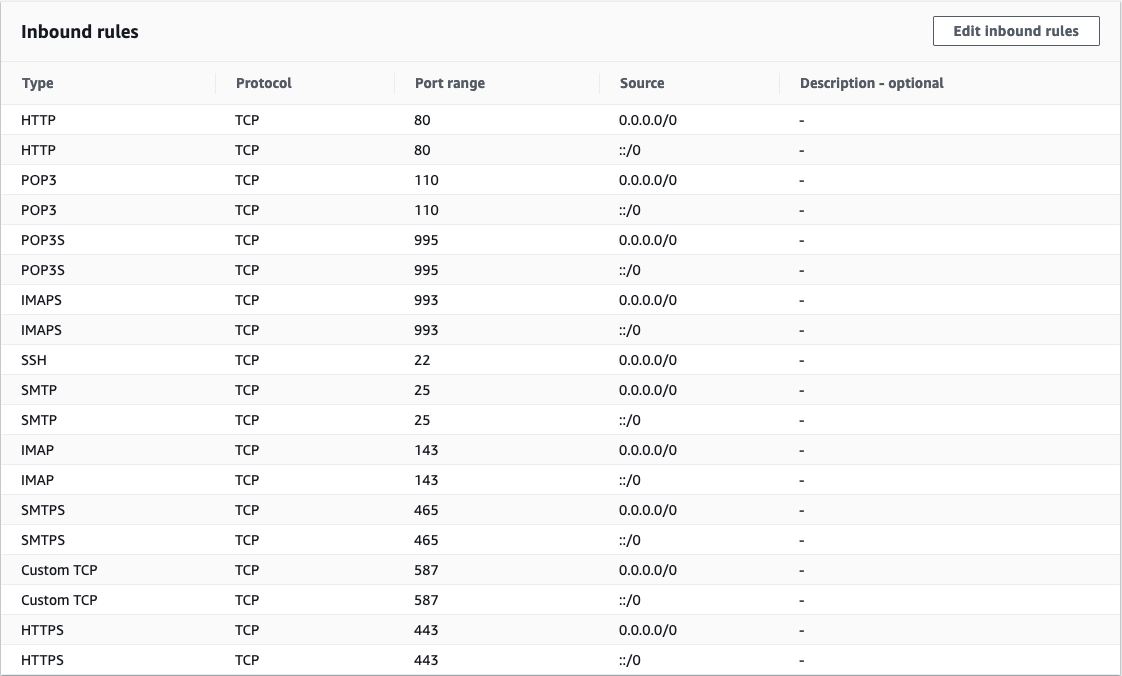 Inbound rules
Edit inbound rules
Type Protocol Port range Source Description - optional
HTTP TCP 80 0.0.0.0/0 -
HTTP TCP 80 ::/0 -
POP3 TCP 110 0.0.0.0/0 -
POP3 TCP 110 ::/0 -
POP3S TCP 995 0.0.0.0/0 -
POP3S TCP 995 ::/0 -
IMAPS TCP 993 0.0.0.0/0 -
IMAPS TCP 993 ::/0 -
SSH TCP 22 0.0.0.0/0 -
SMTP TCP 25 0.0.0.0/0 -
SMTP TCP 25 ::/0 -
IMAP TCP 143 0.0.0.0/0 -
IMAP TCP 143 ::/0 -
SMTPS TCP 465 0.0.0.0/0 -
SMTPS TCP 465 ::/0 -
Custom TCP TCP 587 0.0.0.0/0 -
Custom TCP TCP 587 ::/0 -
HTTPS TCP 443 0.0.0.0/0 -
HTTPS TCP 443 ::/0 -